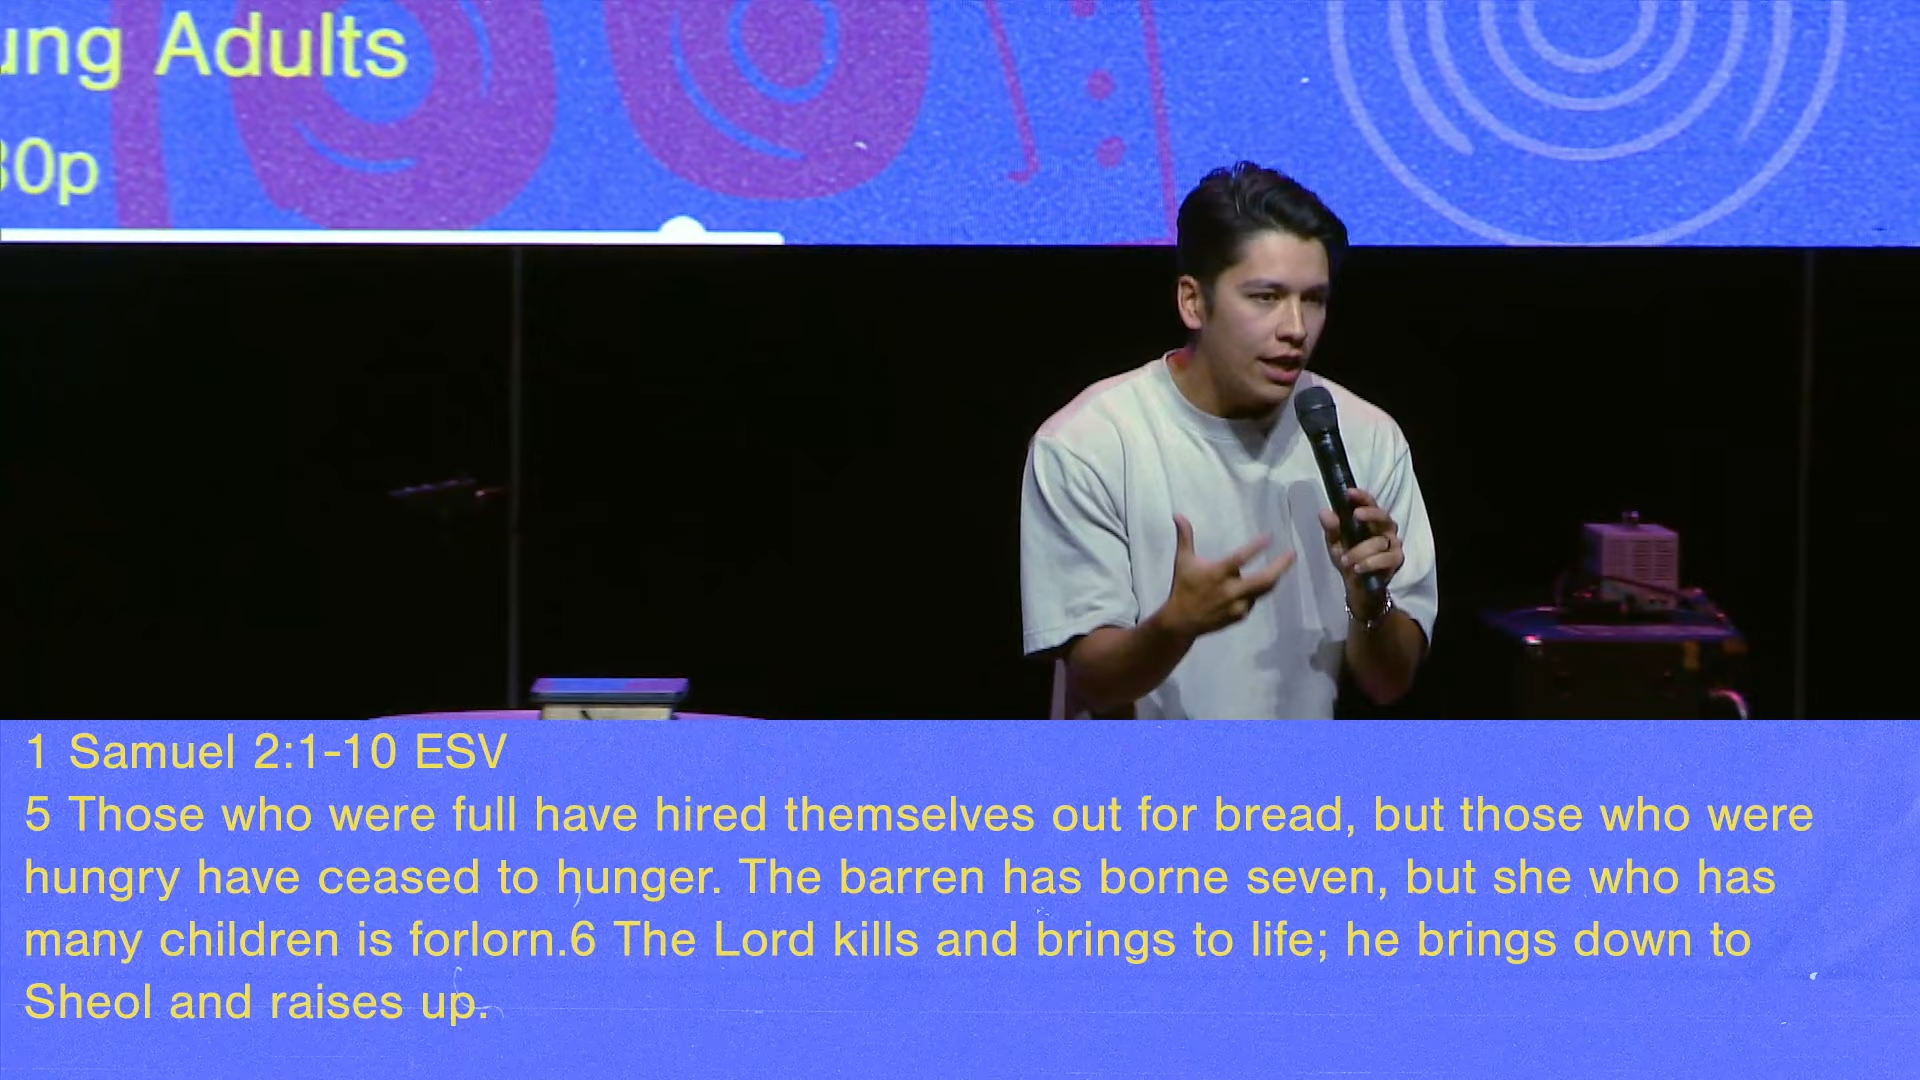 ung Adults
30p
1 Samuel 2:1-10 ESV
5 Those who were full have hired themselves out for bread, but those who were
hungry have ceased to hunger. The barren has borne seven, but she who has
many children is forlorn.6 The Lord kills and brings to life; he brings down to
Sheol and raises up.